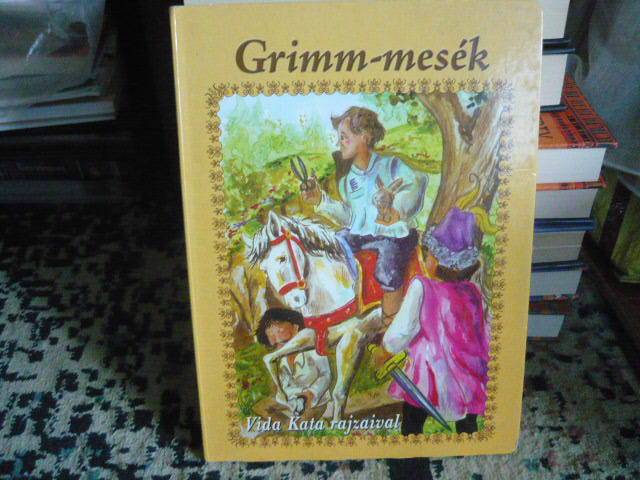 Grimm-mesék
Vida Kata rajzaival